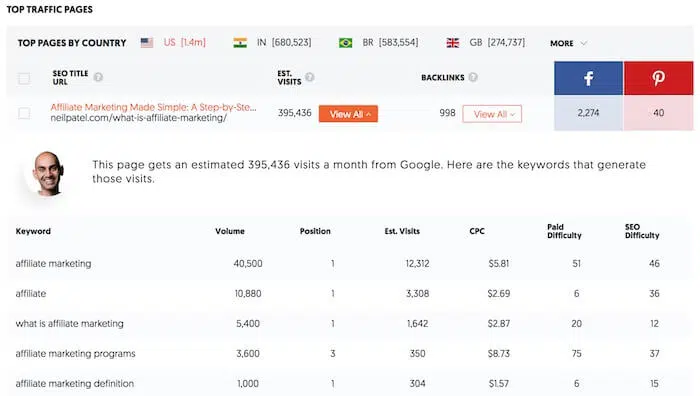 TOP TRAFFIC PAGES
TOP PAGES BY COUNTRY US [1.4m] IN [680,523] BR [583,554] GB [274,737] MORE
SEO TITLE
URL ? EST.
VISITS ? BACKLINKS ? f
Affiliate Marketing Made Simple: A Step-by-Ste...
neilpatel.com/what-is-affiliate-marketing/ 395,436 View All 998 View All 2,274 40
This page gets an estimated 395,436 visits a month from Google. Here are the keywords that generate
those visits.
Keyword Volume Position Est. Visits CPC Paid
Difficulty SEO
Difficulty
affiliate marketing 40,500 1 12,312 $5.81 51 46
affiliate 10,880 1 3,308 $2.69 6 36
what is affiliate marketing 5,400 1 1,642 $2.87 20 12
affiliate marketing programs 3,600 3 350 $8.73 75 37
affiliate marketing definition 1,000 1 304 $1.57 6 15